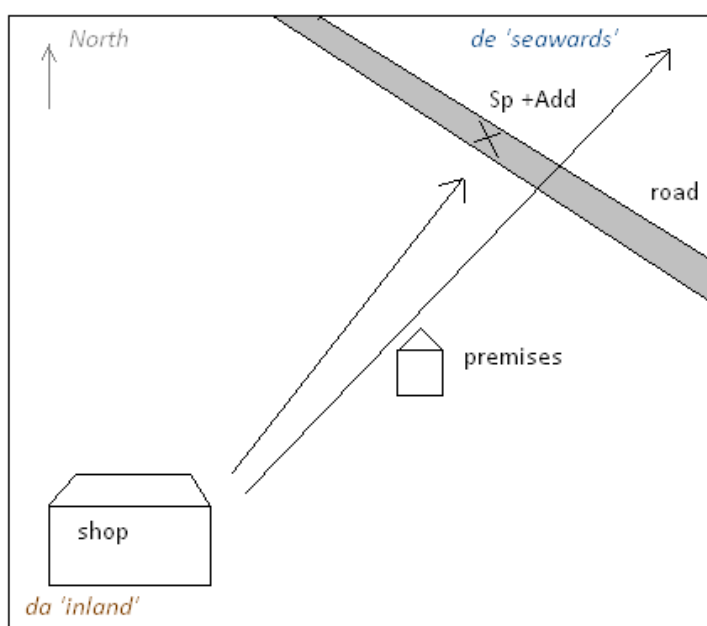 North
de 'seawards'
Sp +Add
road
premises
shop
da 'inland'